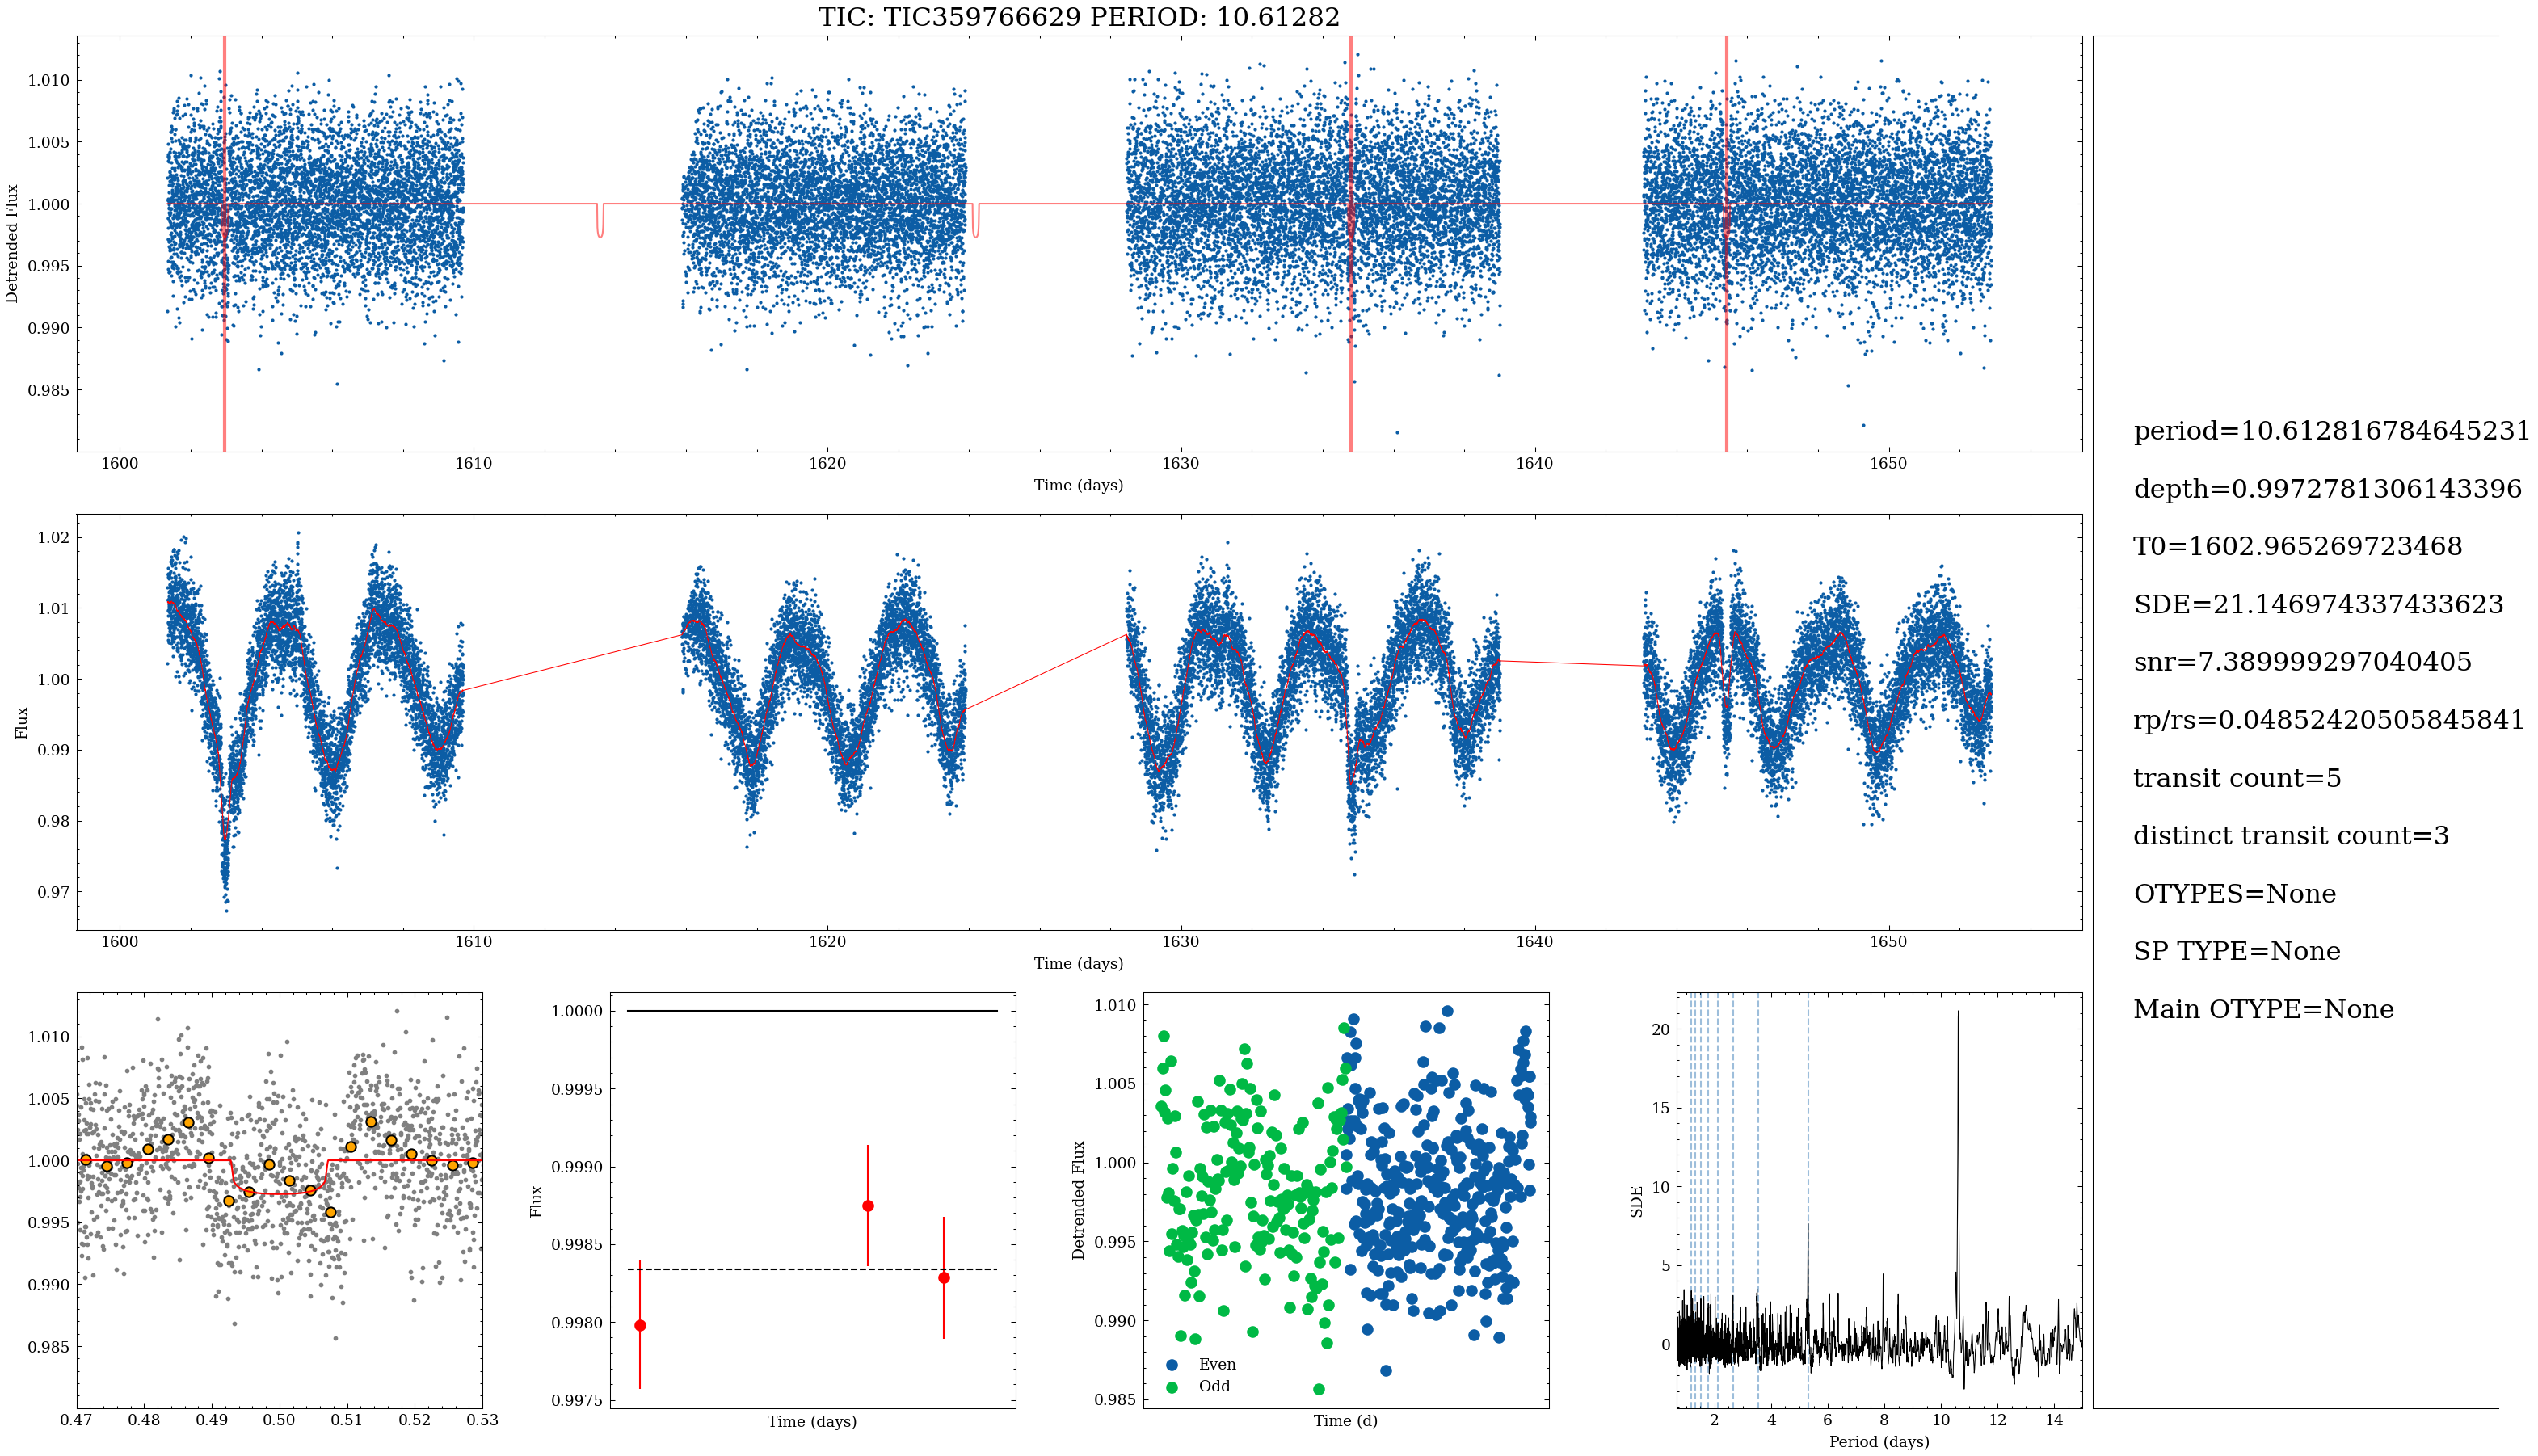 TIC: TIC359766629 PERIOD: 10.61282
Detrended Flux
1.010
1.005
1.000
0.995
0.990
0.985
1600 1610 1620 1630 1640 1650
Time (days)
Flux
1.02
1.01
1.00
0.99
0.98
0.97
1600 1610 1620 1630 1640 1650
Time (days)
1.010
1.005
1.000
0.995
0.990
0.985
0.47 0.48 0.49 0.50 0.51 0.52 0.53
Flux
1.0000
0.9995
0.9990
0.9985
0.9980
0.9975
Time (days)
Detrended Flux
1.010
1.005
1.000
0.995
0.990
0.985
Even
Odd
Time (d)
SDE
20
15
10
5
0
2 4 6 8 10 12 14
Period (days)
period=10.612816784645231
depth=0.9972781306143396
T0=1602.965269723468
SDE=21.146974337433623
snr=7.389999297040405
rp/rs=0.04852420505845841
transit count=5
distinct transit count=3
OTYPES=None
SP TYPE=None
Main OTYPE=None